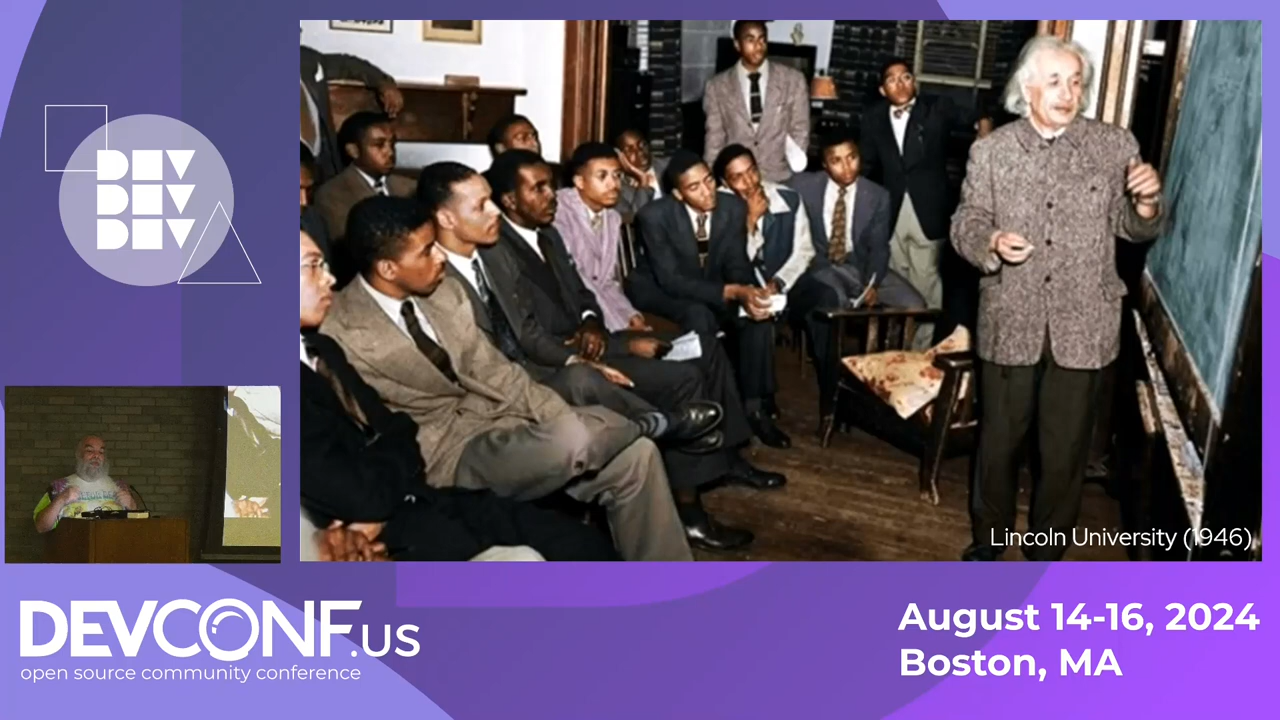 DEV
DEV
DEV
Lincoln University (1946)
DEVCONF.US
open source community conference
August 14-16, 2024
Boston, MA